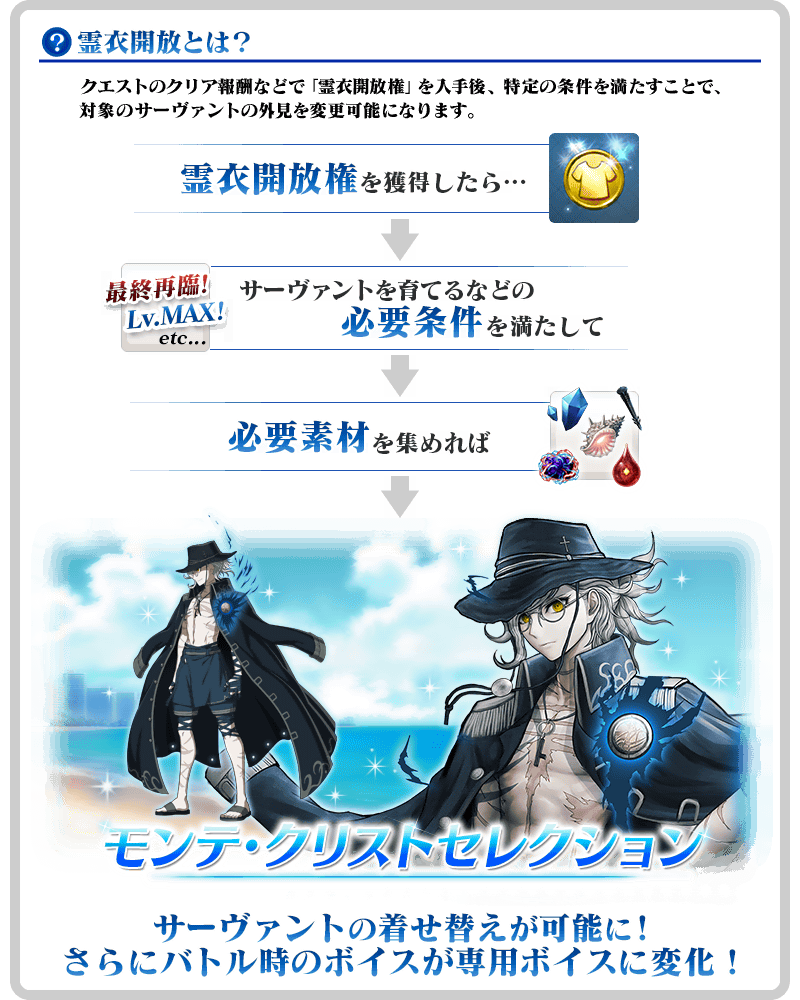 ? 霊衣開放とは?
クエストのクリア報酬などで「霊衣開放権」を入手後、特定の条件を満たすことで、
対象のサーヴァントの外見を変更可能になります。
霊衣開放権を獲得したら…
最終再臨!
Lv.MAX!
etc...
サーヴァントを育てるなどの
必要条件を満たして
必要素材を集めれば
モンテ・クリストセレクション
サーヴァントの着せ替えが可能に!
さらにバトル時のボイスが専用ボイスに変化!